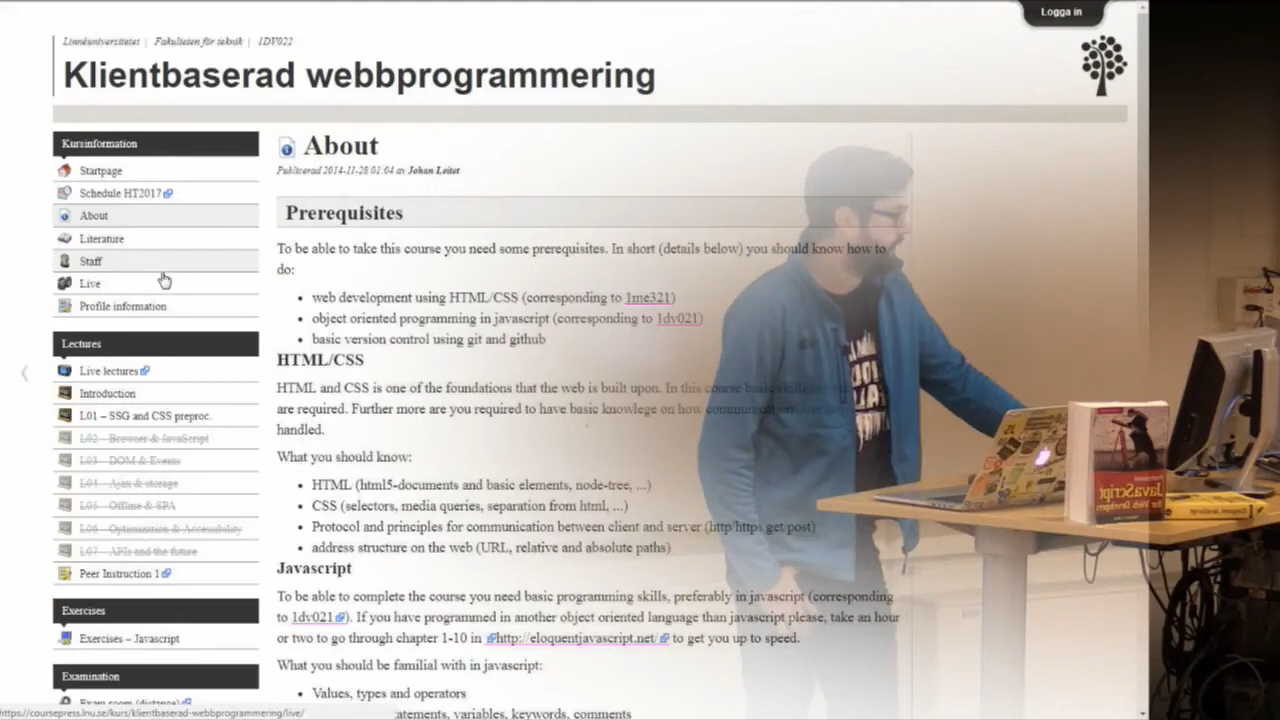 Logga in
Linnéuniversitetet | Fakulteten för teknik | 1DV022
Klientbaserad webbprogrammering
Kursinformation
Startpage
Schedule HT2017
About
Literature
Staff
Live
Profile information
Lectures
Live lectures
Introduction
L01 – SSG and CSS preproc.
L02 – Browser & JavaScript
L03 – DOM & Events
L04 – Ajax & storage
L05 – Offline & SPA
L06 – Optimization & Accessibility
L07 – APIs and the future
Peer Instruction 1
Exercises
Exercises – Javascript
Examination
Exam room (distance)
About
Publicerad 2014-11-28 01:04 av Johan Leitet
Prerequisites
To be able to take this course you need some prerequisites. In short (details below) you should know how to
do:
• web development using HTML/CSS (corresponding to 1me321)
• object oriented programming in javascript (corresponding to 1dv021)
• basic version control using git and github
HTML/CSS
HTML and CSS is one of the foundations that the web is built upon. In this course basic skills
are required. Further more are you required to have basic knowlege on how communication over
handled.
What you should know:
• HTML (html5-documents and basic elements, node-tree, ...)
• CSS (selectors, media queries, separation from html, ...)
• Protocol and principles for communication between client and server (http/https get/post)
• address structure on the web (URL, relative and absolute paths)
Javascript
To be able to complete the course you need basic programming skills, preferably in javascript (corresponding
to 1dv021). If you have programmed in another object oriented language than javascript please, take an hour
or two to go through chapter 1-10 in http://eloquentjavascript.net/ to get you up to speed.
What you should be familiar with in javascript:
• Values, types and operators
atements, variables, keywords, comments
https://coursepress.lnu.se/kurs/klientbaserad-webbprogrammering/live/
JavaScript